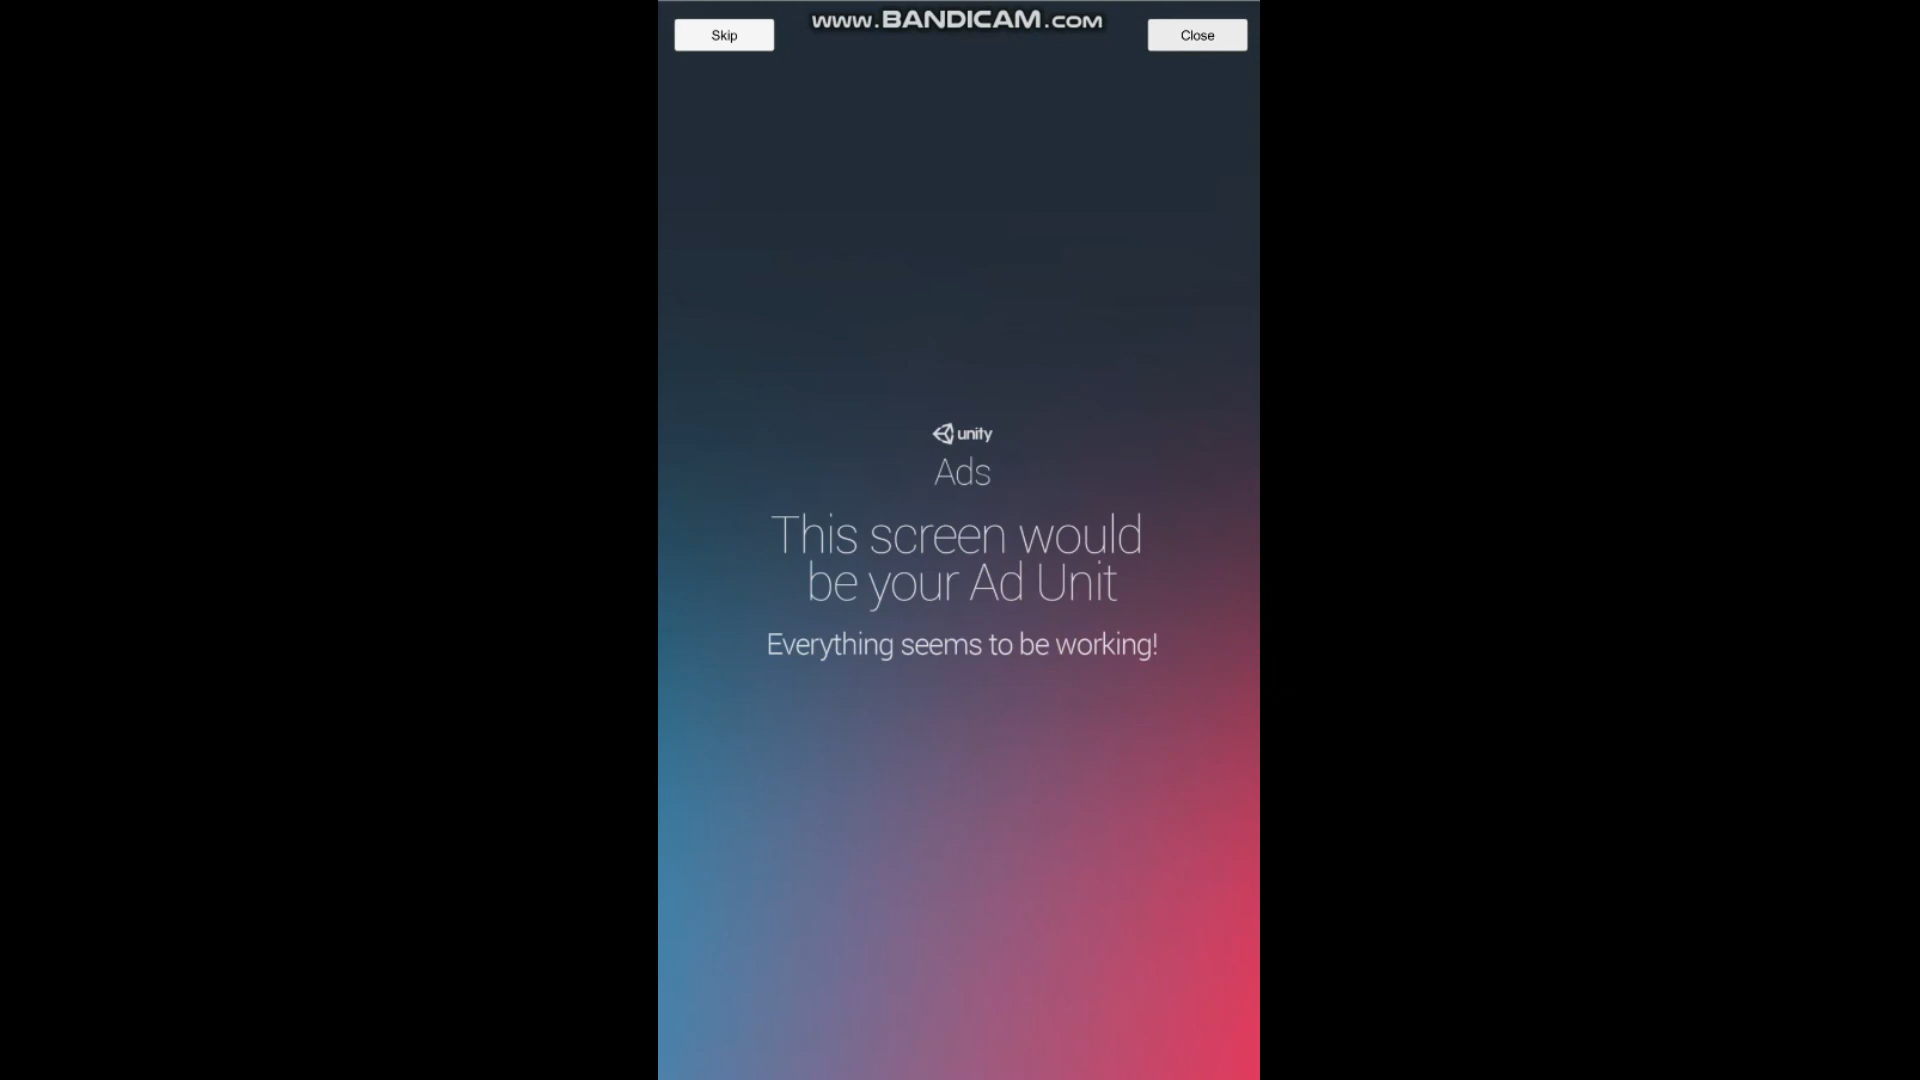 Skip
www.BANDICAM.com
Close
unity
Ads
This screen would
be your Ad Unit
Everything seems to be working!